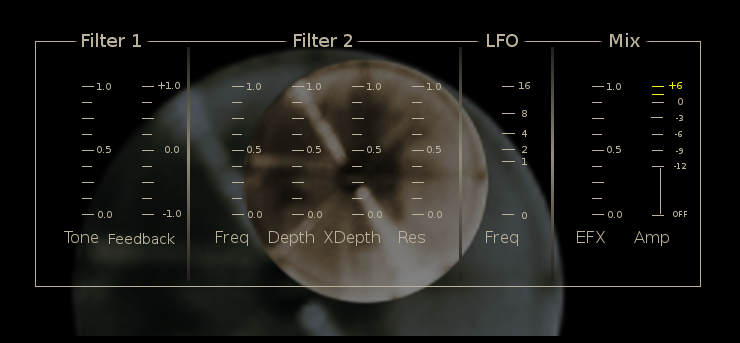 Filter 1 Filter 2 LFO Mix
1.0 +1.0 1.0 1.0 1.0 1.0 16 1.0 +6
0
8 -3
4 -6
0.5 0.0 0.5 0.5 0.5 0.5 2 0.5 -9
1 -12
0.0 -1.0 0.0 0.0 0.0 0.0 0 0.0 OFF
Tone Feedback Freq Depth XDepth Res Freq EFX Amp